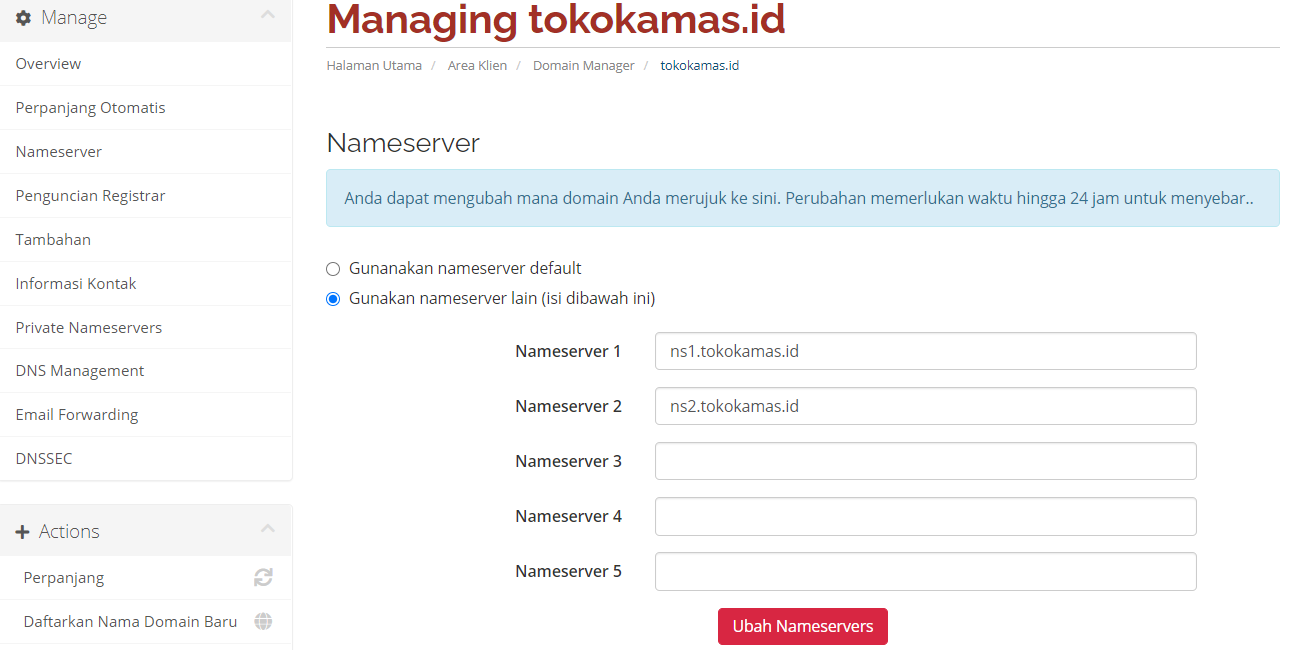 Manage
Overview
Perpanjang Otomatis
Nameserver
Penguncian Registrar
Tambahan
Informasi Kontak
Private Nameservers
DNS Management
Email Forwarding
DNSSEC
Actions
Perpanjang
Daftarkan Nama Domain Baru
Managing tokokamas.id
Halaman Utama / Area Klien / Domain Manager / tokokamas.id
Nameserver
Anda dapat mengubah mana domain Anda merujuk ke sini. Perubahan memerlukan waktu hingga 24 jam untuk menyebar..
Gunanakan nameserver default
Gunakan nameserver lain (isi dibawah ini)
Nameserver 1 ns1.tokokamas.id
Nameserver 2 ns2.tokokamas.id
Nameserver 3
Nameserver 4
Nameserver 5
Ubah Nameservers